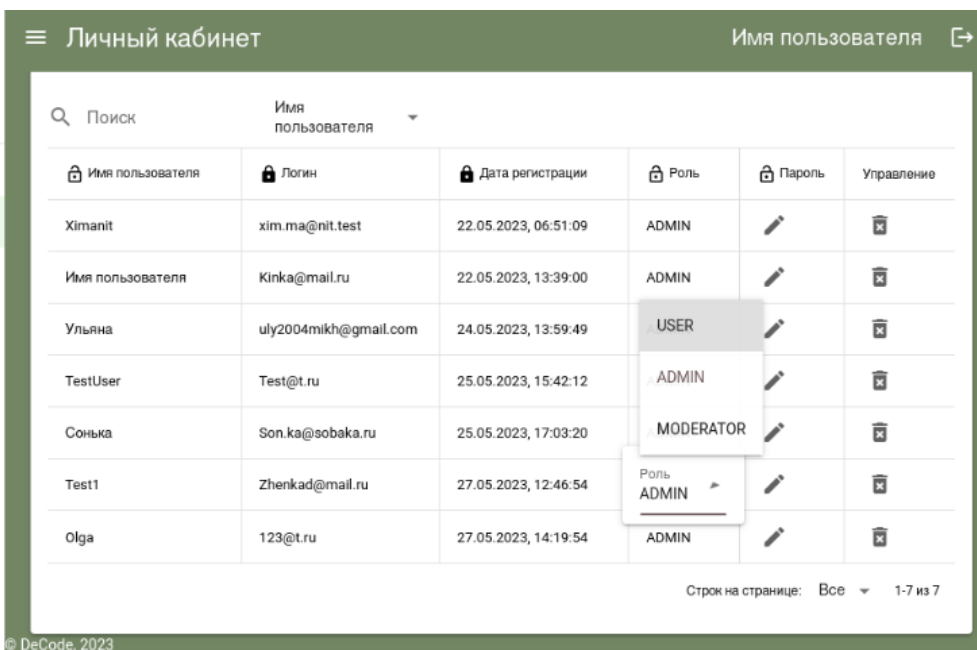 Личный кабинет
Имя пользователя
Поиск
Имя
пользователя
Имя пользователя Логин Дата регистрации Роль Пароль Управление
Ximanit xim.ma@nit.test 22.05.2023, 06:51:09 ADMIN
Имя пользователя Kinka@mail.ru 22.05.2023, 13:39:00 ADMIN
Ульяна uly2004mikh@gmail.com 24.05.2023, 13:59:49
USER
TestUser Test@t.ru 25.05.2023, 15:42:12
ADMIN
Сонька Son.ka@sobaka.ru 25.05.2023, 17:03:20
MODERATOR
Test1 Zhenkad@mail.ru 27.05.2023, 12:46:54
Роль
ADMIN
Olga 123@t.ru 27.05.2023, 14:19:54 ADMIN
Строк на странице: Все 1-7 из 7
© DeCode, 2023